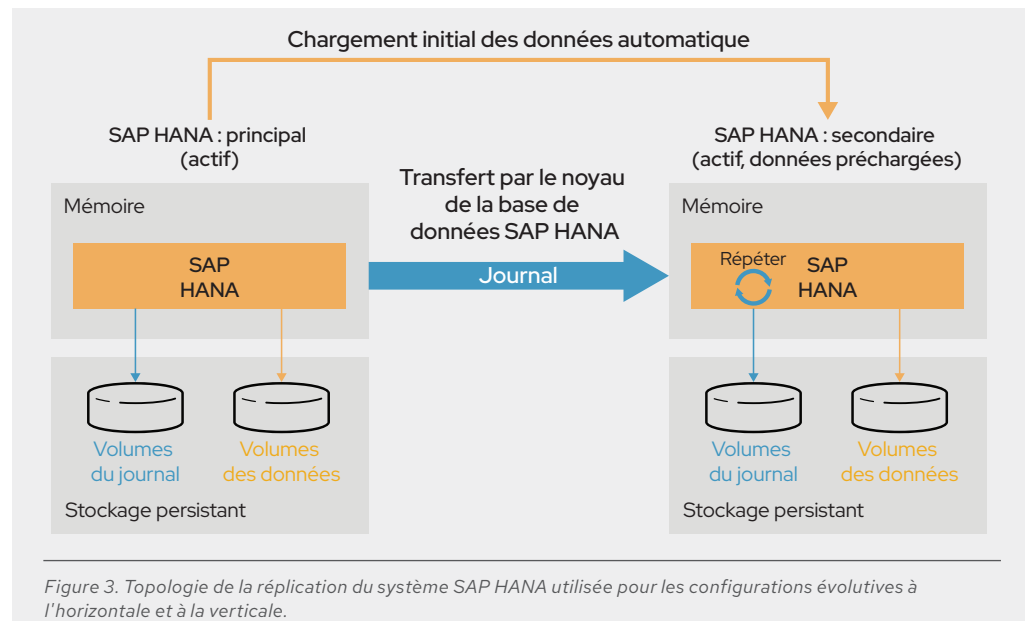 Chargement initial des données automatique
SAP HANA : principal
(actif)
SAP HANA : secondaire
(actif, données préchargées)
Transfert par le noyau
de la base de
données SAP HANA
Journal
Mémoire
SAP
HANA
Volumes
du journal
Volumes
des données
Stockage persistant
Mémoire
Répéter
SAP
HANA
Volumes
du journal
Volumes
des données
Stockage persistant
Figure 3. Topologie de la réplication du système SAP HANA utilisée pour les configurations évolutives à
l'horizontale et à la verticale.